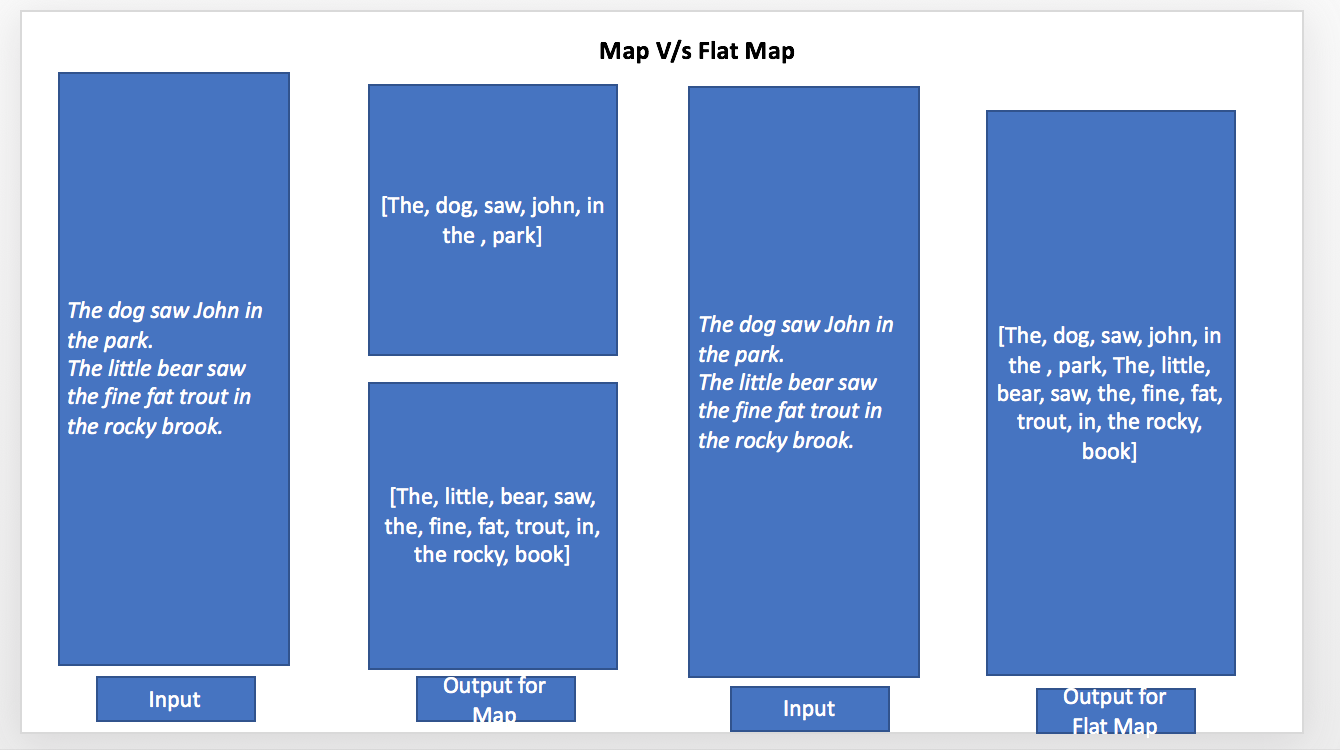 Map V/s Flat Map
The dog saw John in
the park.
The little bear saw
the fine fat trout in
the rocky brook.
Input
[The, dog, saw, john, in
the , park]
[The, little, bear, saw,
the, fine, fat, trout, in,
the rocky, book]
Output for
Map
The dog saw John in
the park.
The little bear saw
the fine fat trout in
the rocky brook.
Input
[The, dog, saw, john, in
the , park, The, little,
bear, saw, the, fine, fat,
trout, in, the rocky,
book]
Output for
Flat Map